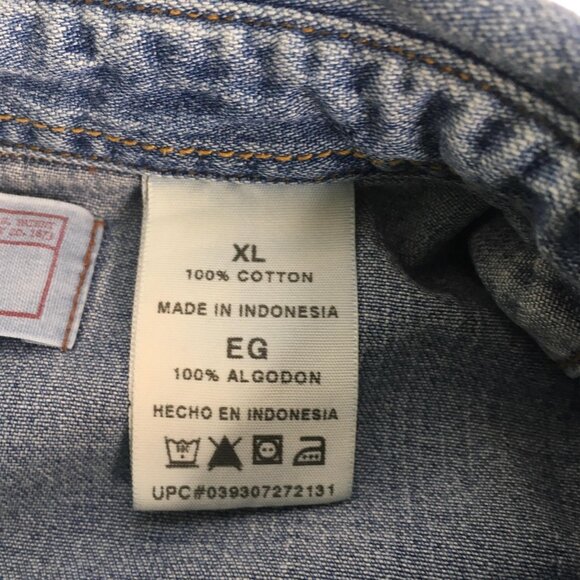 XL
100% COTTON
MADE IN INDONESIA
EG
100% ALGODON
HECHO EN INDONESIA
UPC#039307272131